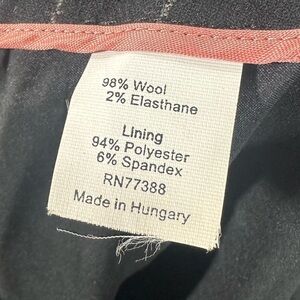 98% Wool
2% Elasthane
Lining
94% Polyester
6% Spandex
RN77388
Made in Hungary